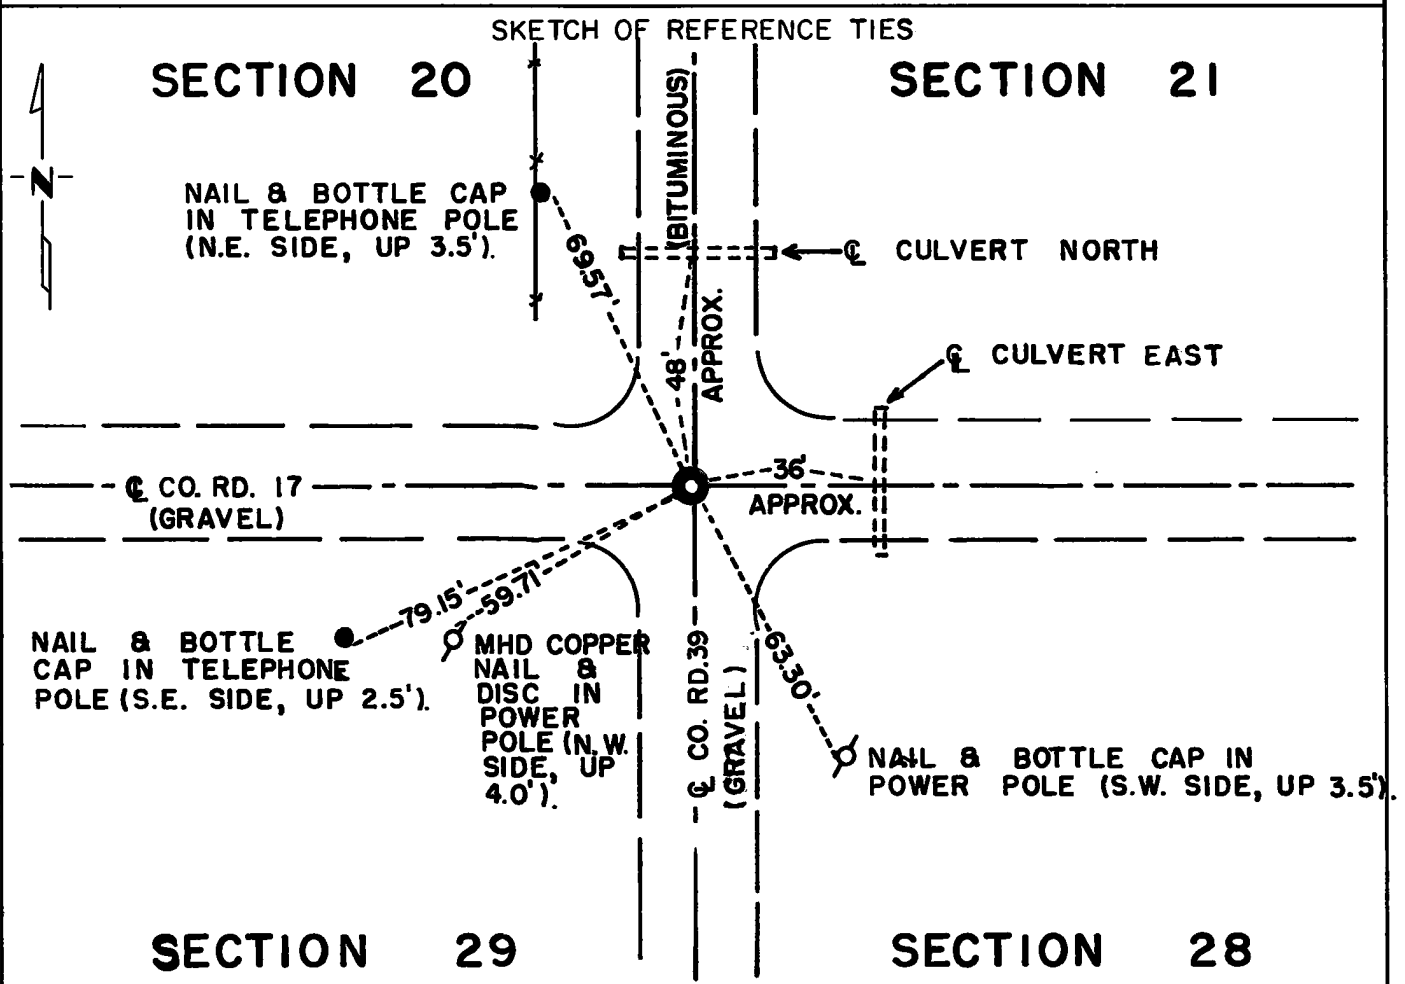 SKETCH OF REFERENCE TIES
SECTION 20
SECTION 21
N
(BITUMINOUS)
NAIL & BOTTLE CAP
IN TELEPHONE POLE
(N.E. SIDE, UP 3.5').
69.57'
℄ CULVERT NORTH
48'
APPROX.
℄ CULVERT EAST
36'
APPROX.
℄ CO. RD. 17
(GRAVEL)
79.15'
59.71'
NAIL & BOTTLE
CAP IN TELEPHONE
POLE (S.E. SIDE, UP 2.5').
MHD COPPER
NAIL &
DISC IN
POWER
POLE (N.W.
SIDE, UP
4.0').
℄ CO. RD. 39
(GRAVEL)
63.30'
NAIL & BOTTLE CAP IN
POWER POLE (S.W. SIDE, UP 3.5').
SECTION 29
SECTION 28